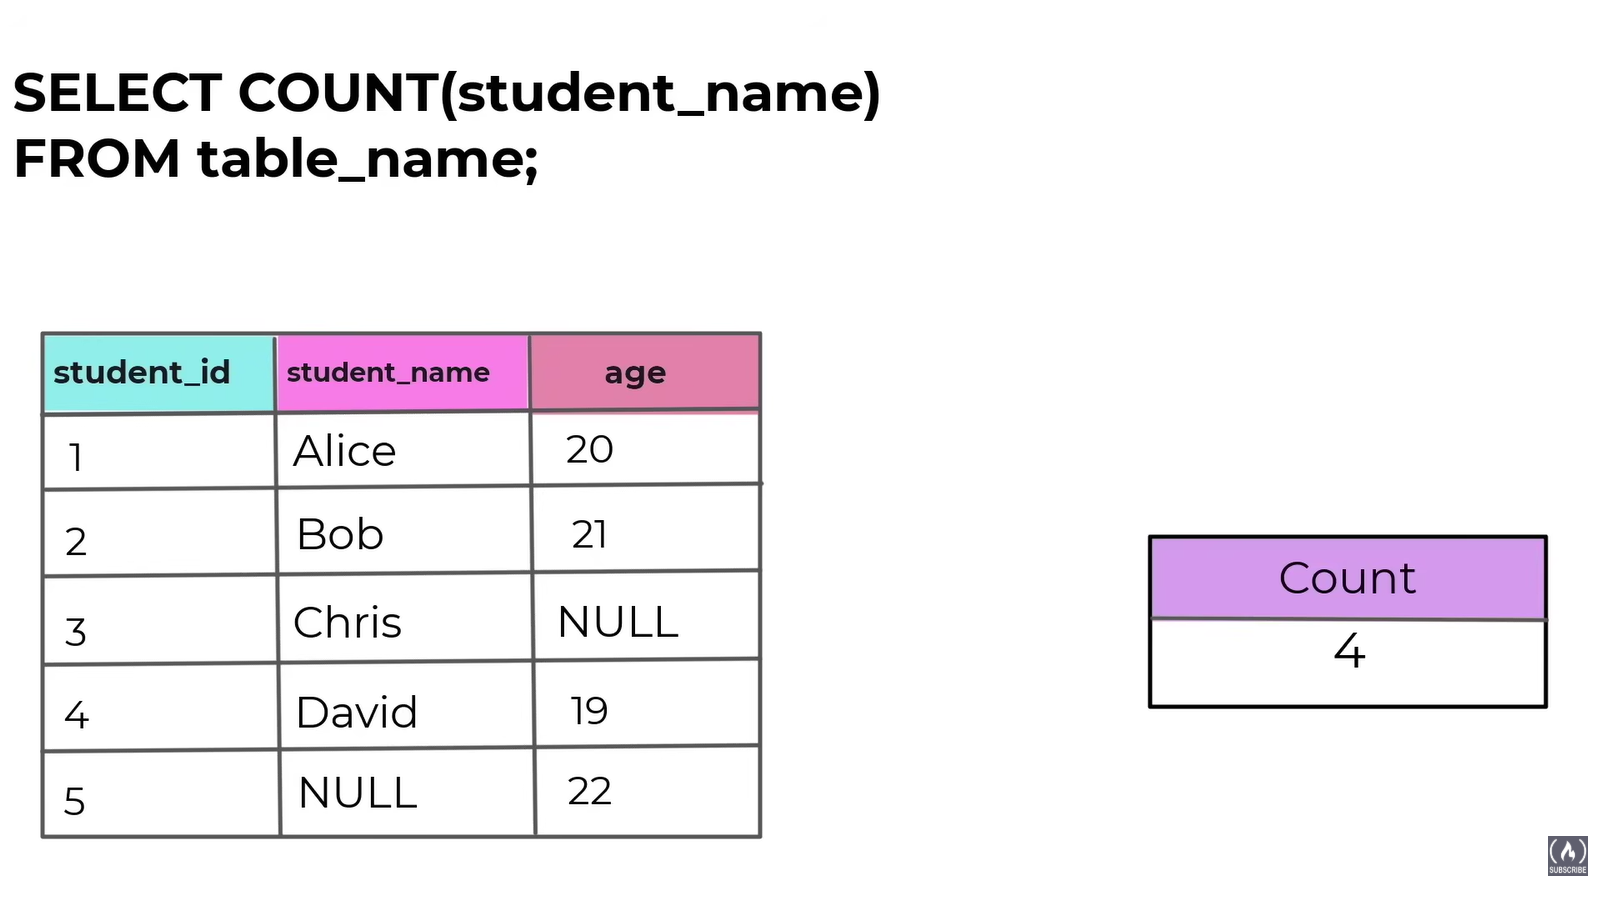 SELECT COUNT(student_name)
FROM table_name;
student_id student_name age
1 Alice 20
2 Bob 21
3 Chris NULL
4 David 19
5 NULL 22
Count
4
SUBSCRIBE